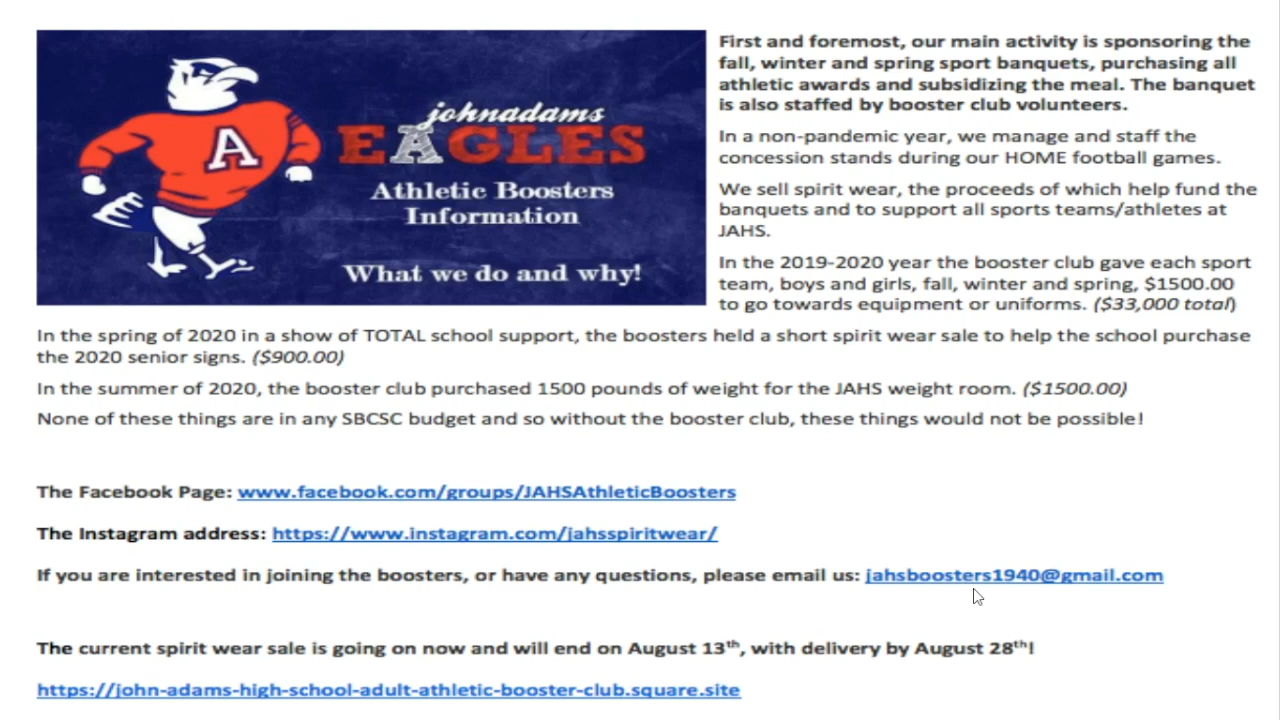 A
johnadams
EAGLES
Athletic Boosters
Information
What we do and why!
First and foremost, our main activity is sponsoring the
fall, winter and spring sport banquets, purchasing all
athletic awards and subsidizing the meal. The banquet
is also staffed by booster club volunteers.
In a non-pandemic year, we manage and staff the
concession stands during our HOME football games.
We sell spirit wear, the proceeds of which help fund the
banquets and to support all sports teams/athletes at
JAHS.
In the 2019-2020 year the booster club gave each sport
team, boys and girls, fall, winter and spring, $1500.00
to go towards equipment or uniforms. ($33,000 total)
In the spring of 2020 in a show of TOTAL school support, the boosters held a short spirit wear sale to help the school purchase
the 2020 senior signs. ($900.00)
In the summer of 2020, the booster club purchased 1500 pounds of weight for the JAHS weight room. ($1500.00)
None of these things are in any SBCSC budget and so without the booster club, these things would not be possible!
The Facebook Page: www.facebook.com/groups/JAHSAthleticBoosters
The Instagram address: https://www.instagram.com/jahsspiritwear/
If you are interested in joining the boosters, or have any questions, please email us: jahsboosters1940@gmail.com
The current spirit wear sale is going on now and will end on August 13th, with delivery by August 28th!
https://john-adams-high-school-adult-athletic-booster-club.square.site